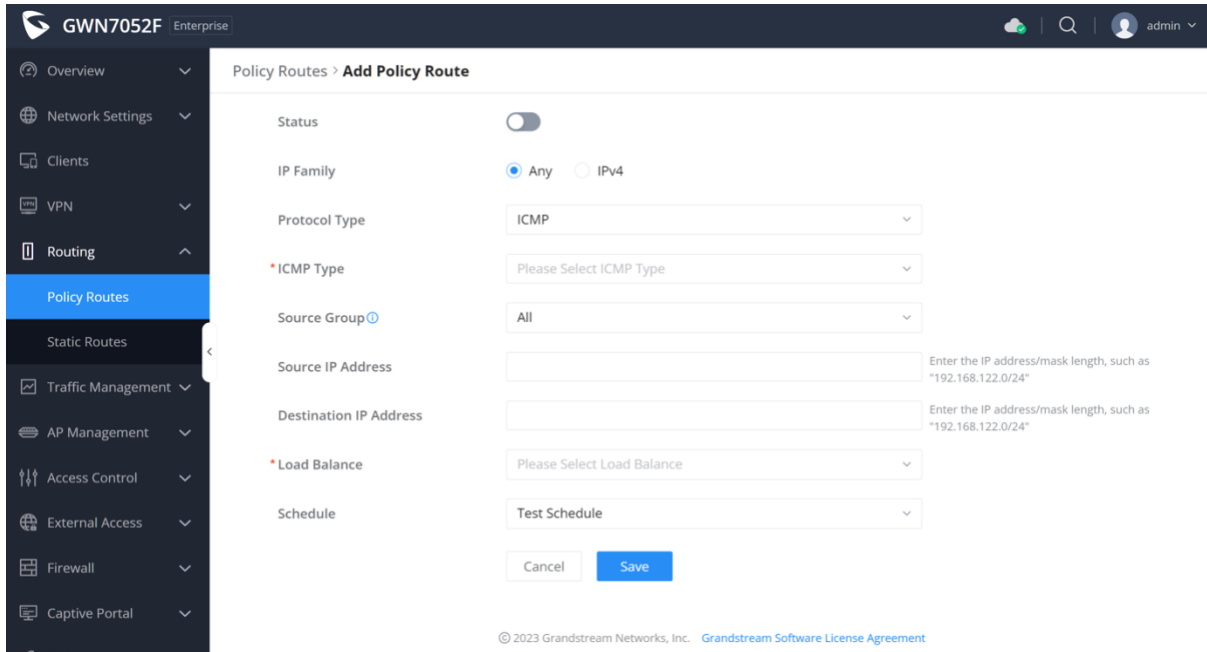 GWN7052F Enterprise
admin
Overview
Network Settings
Clients
VPN
VPN
Routing
Policy Routes
Static Routes
Traffic Management
AP Management
Access Control
External Access
Firewall
Captive Portal
Policy Routes > Add Policy Route
Status
IP Family
Any
IPv4
Protocol Type
ICMP
*ICMP Type
Please Select ICMP Type
Source Group
All
Source IP Address
Enter the IP address/mask length, such as
"192.168.122.0/24"
Destination IP Address
Enter the IP address/mask length, such as
"192.168.122.0/24"
*Load Balance
Please Select Load Balance
Schedule
Test Schedule
Cancel
Save
© 2023 Grandstream Networks, Inc. Grandstream Software License Agreement